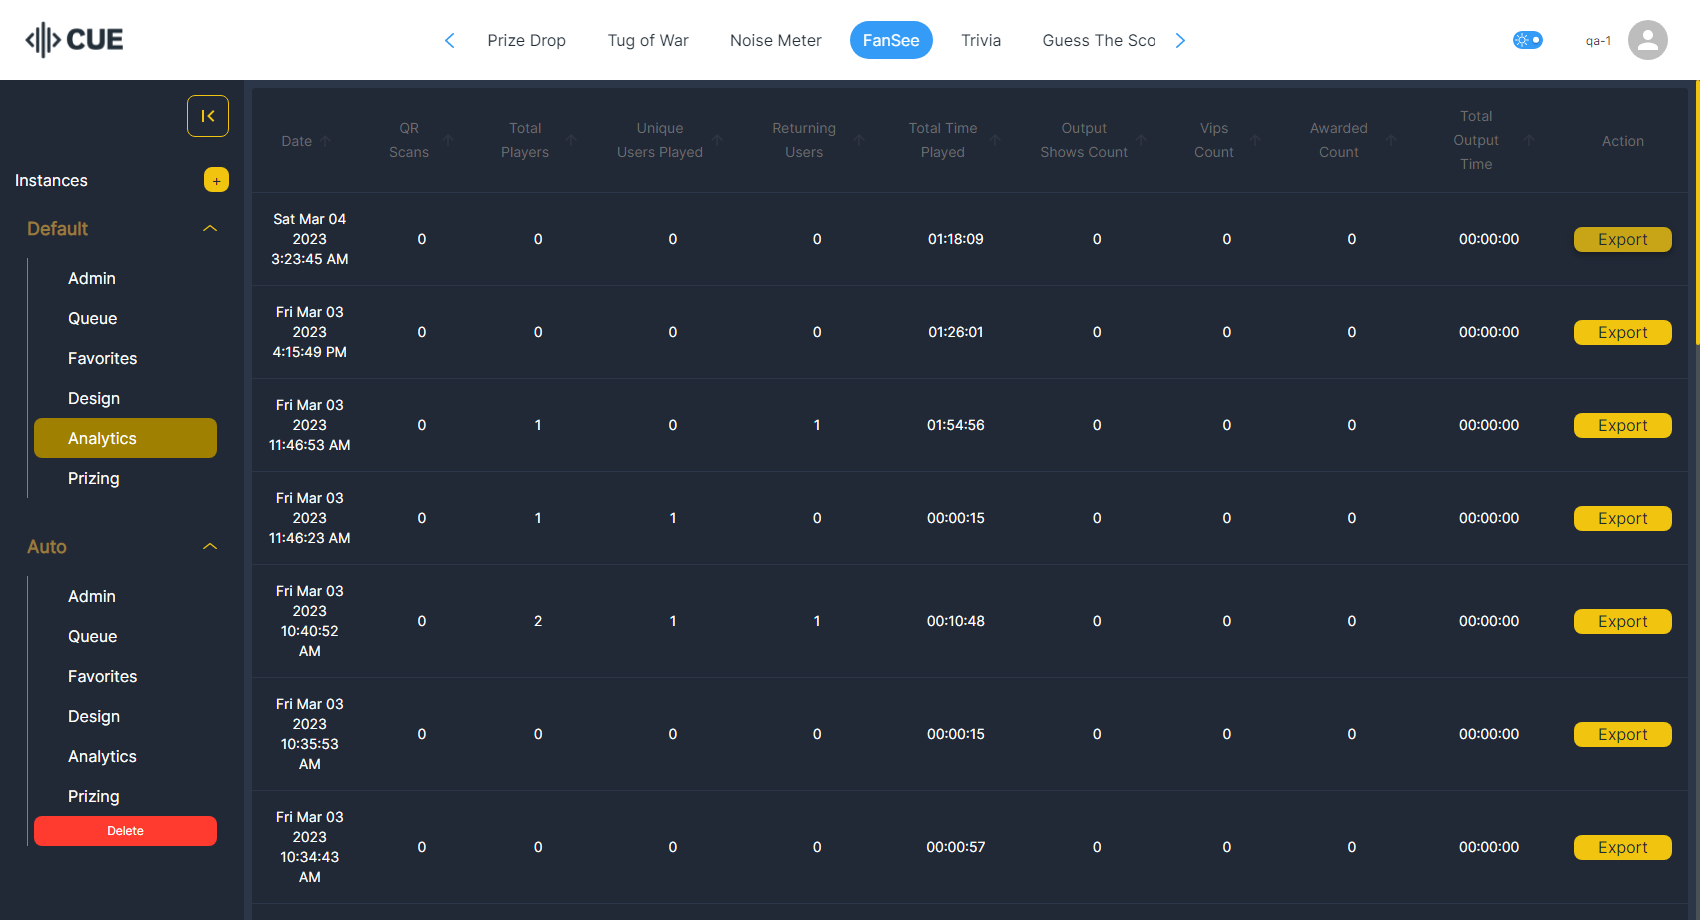 CUE
Prize Drop
Tug of War
Noise Meter
FanSee
Trivia
Guess The Sco
qa-1
Instances
+
Default
Admin
Queue
Favorites
Design
Analytics
Prizing
Auto
Admin
Queue
Favorites
Design
Analytics
Prizing
Delete
Date
QR
Scans
Total
Players
Unique
Users Played
Returning
Users
Total Time
Played
Output
Shows Count
Vips
Count
Awarded
Count
Total
Output
Time
Action
Sat Mar 04
2023
3:23:45 AM
0
0
0
0
01:18:09
0
0
0
00:00:00
Export
Fri Mar 03
2023
4:15:49 PM
0
0
0
0
01:26:01
0
0
0
00:00:00
Export
Fri Mar 03
2023
11:46:53 AM
0
1
0
1
01:54:56
0
0
0
00:00:00
Export
Fri Mar 03
2023
11:46:23 AM
0
1
1
0
00:00:15
0
0
0
00:00:00
Export
Fri Mar 03
2023
10:40:52
AM
0
2
1
1
00:10:48
0
0
0
00:00:00
Export
Fri Mar 03
2023
10:35:53
AM
0
0
0
0
00:00:15
0
0
0
00:00:00
Export
Fri Mar 03
2023
10:34:43
AM
0
0
0
0
00:00:57
0
0
0
00:00:00
Export